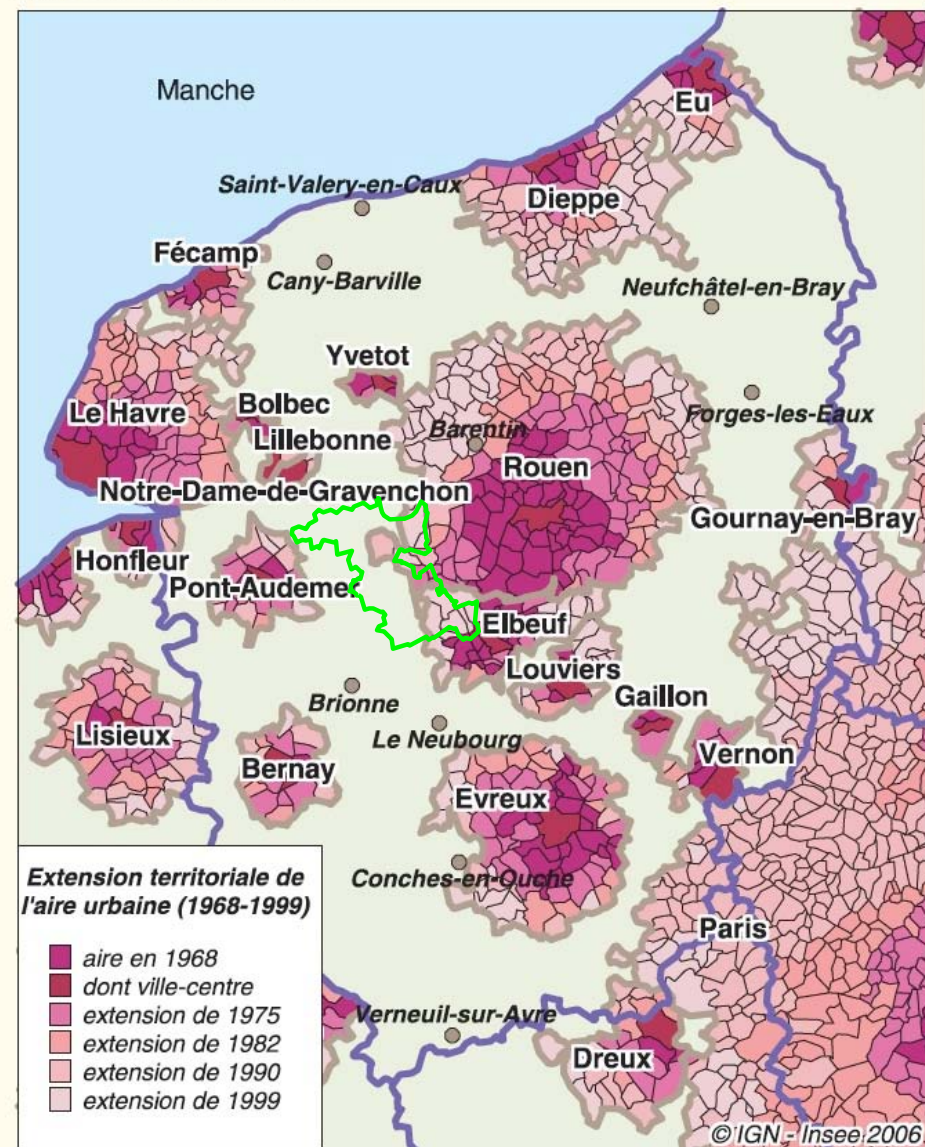 Manche
Eu
Saint-Valery-en-Caux
Dieppe
Fécamp
Cany-Barville
Neufchâtel-en-Bray
Yvetot
Le Havre
Bolbec
Forges-les-Eaux
Lillebonne
Barentin
Rouen
Notre-Dame-de-Gravenchon
Gournay-en-Bray
Honfleur
Pont-Audemer
Elbeuf
Louviers
Gaillon
Brionne
Le Neubourg
Lisieux
Vernon
Bernay
Evreux
Conches-en-Ouche
Paris
Verneuil-sur-Avre
Dreux
Extension territoriale de
l'aire urbaine (1968-1999)
aire en 1968
dont ville-centre
extension de 1975
extension de 1982
extension de 1990
extension de 1999
© IGN - Insee 2006